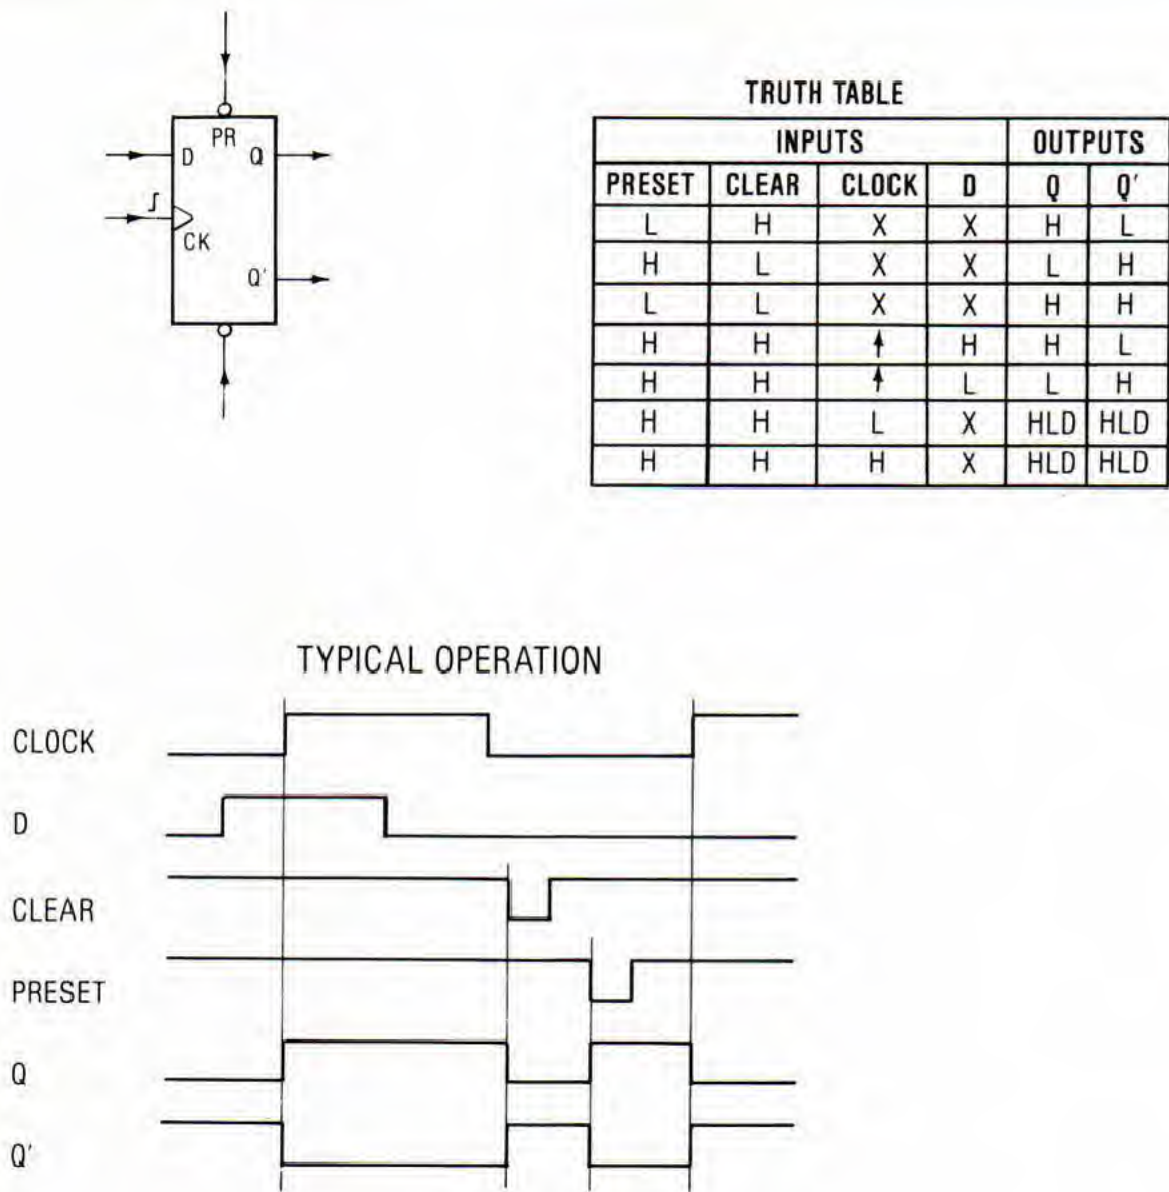 PR
D Q
CK
Q'
TRUTH TABLE
INPUTS OUTPUTS
PRESET CLEAR CLOCK D Q Q'
L H X X H L
H L X X L H
L L X X H H
H H ↑ H H L
H H ↑ L L H
H H L X HLD HLD
H H H X HLD HLD
TYPICAL OPERATION
CLOCK
D
CLEAR
PRESET
Q
Q'